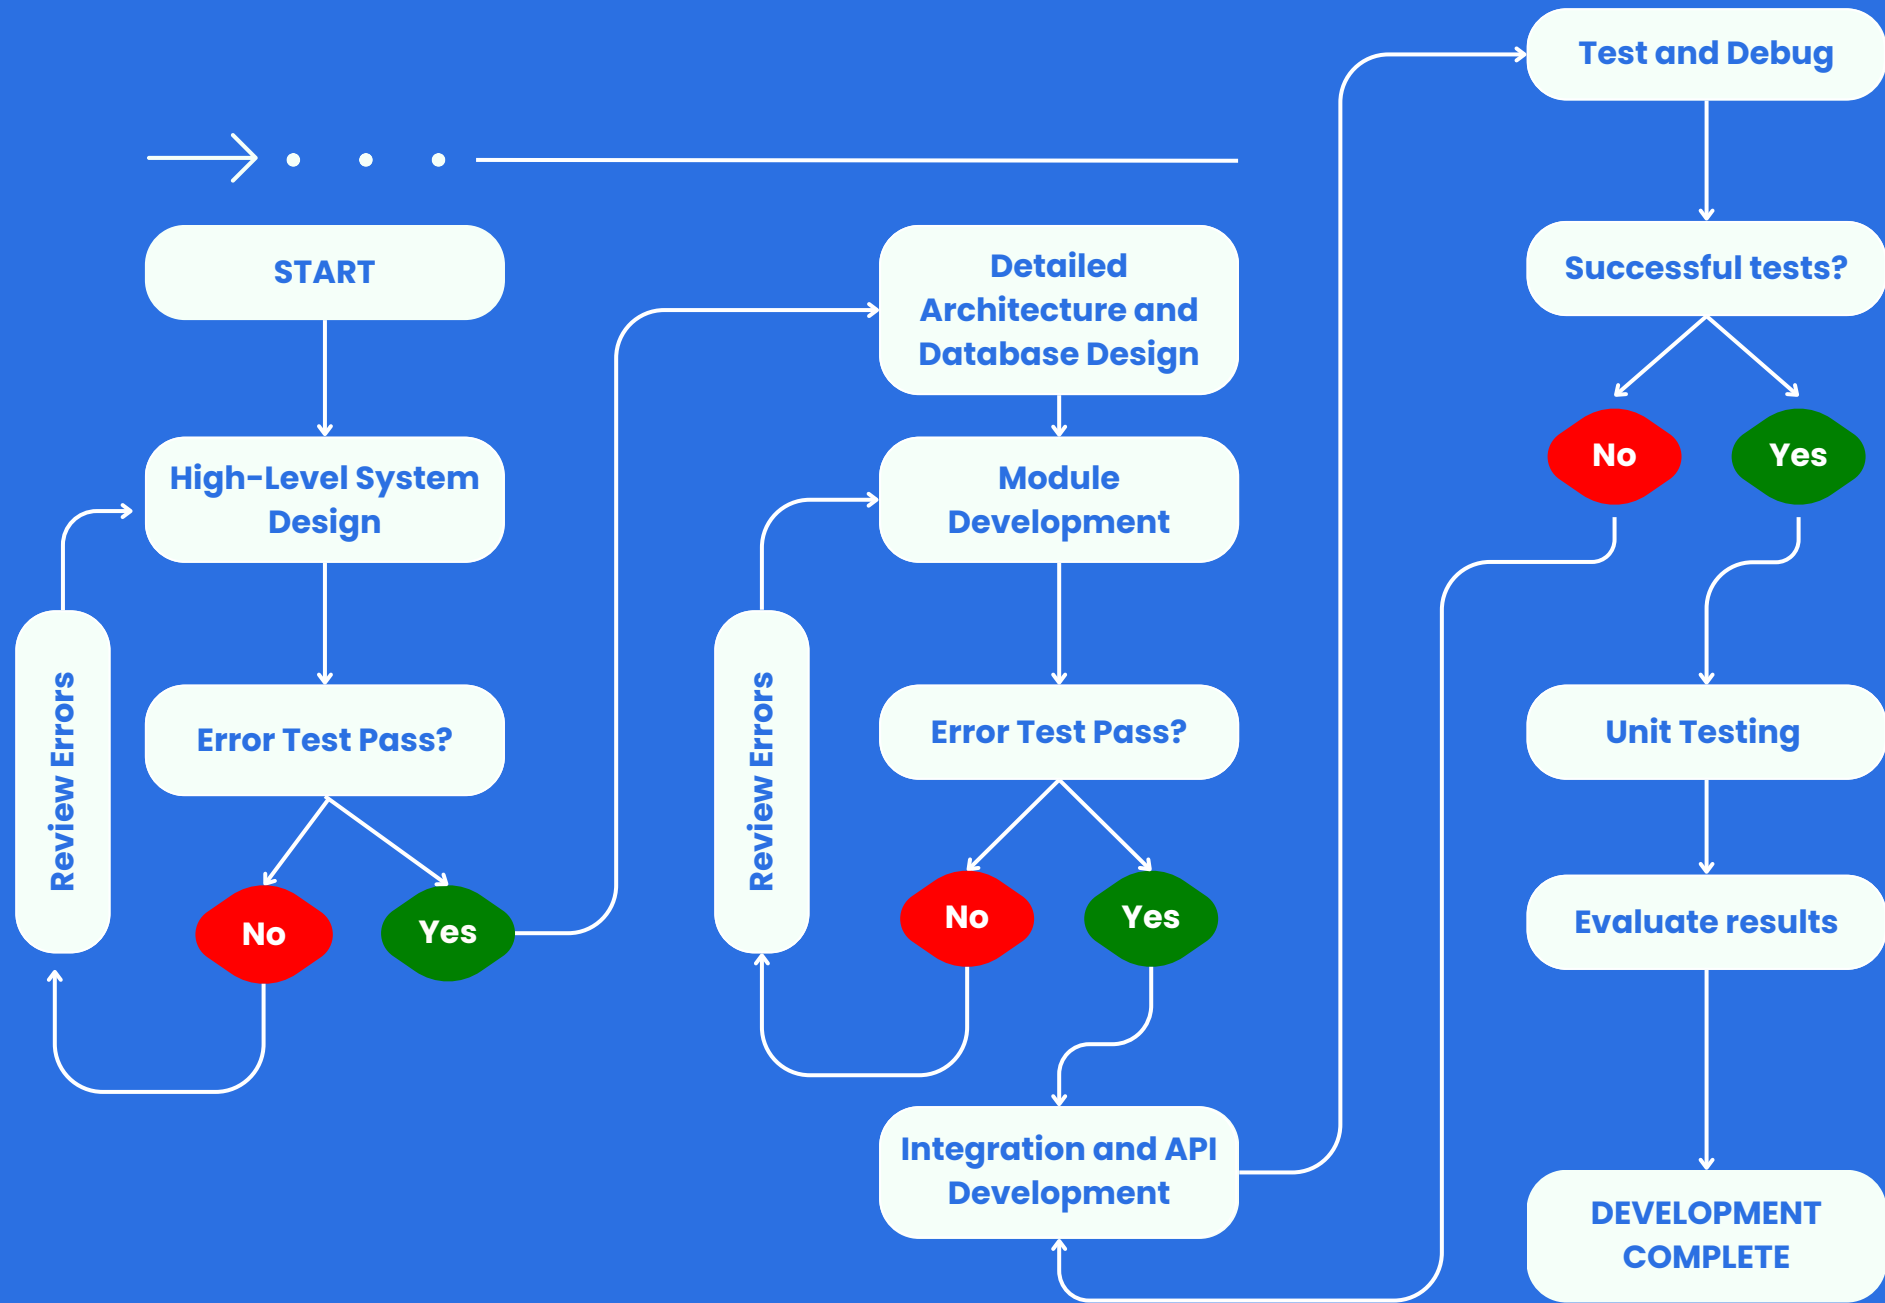 START
High-Level System
Design
Review Errors
Error Test Pass?
No
Yes
Detailed
Architecture and
Database Design
Module
Development
Review Errors
Error Test Pass?
No
Yes
Integration and API
Development
Test and Debug
Successful tests?
No
Yes
Unit Testing
Evaluate results
DEVELOPMENT
COMPLETE